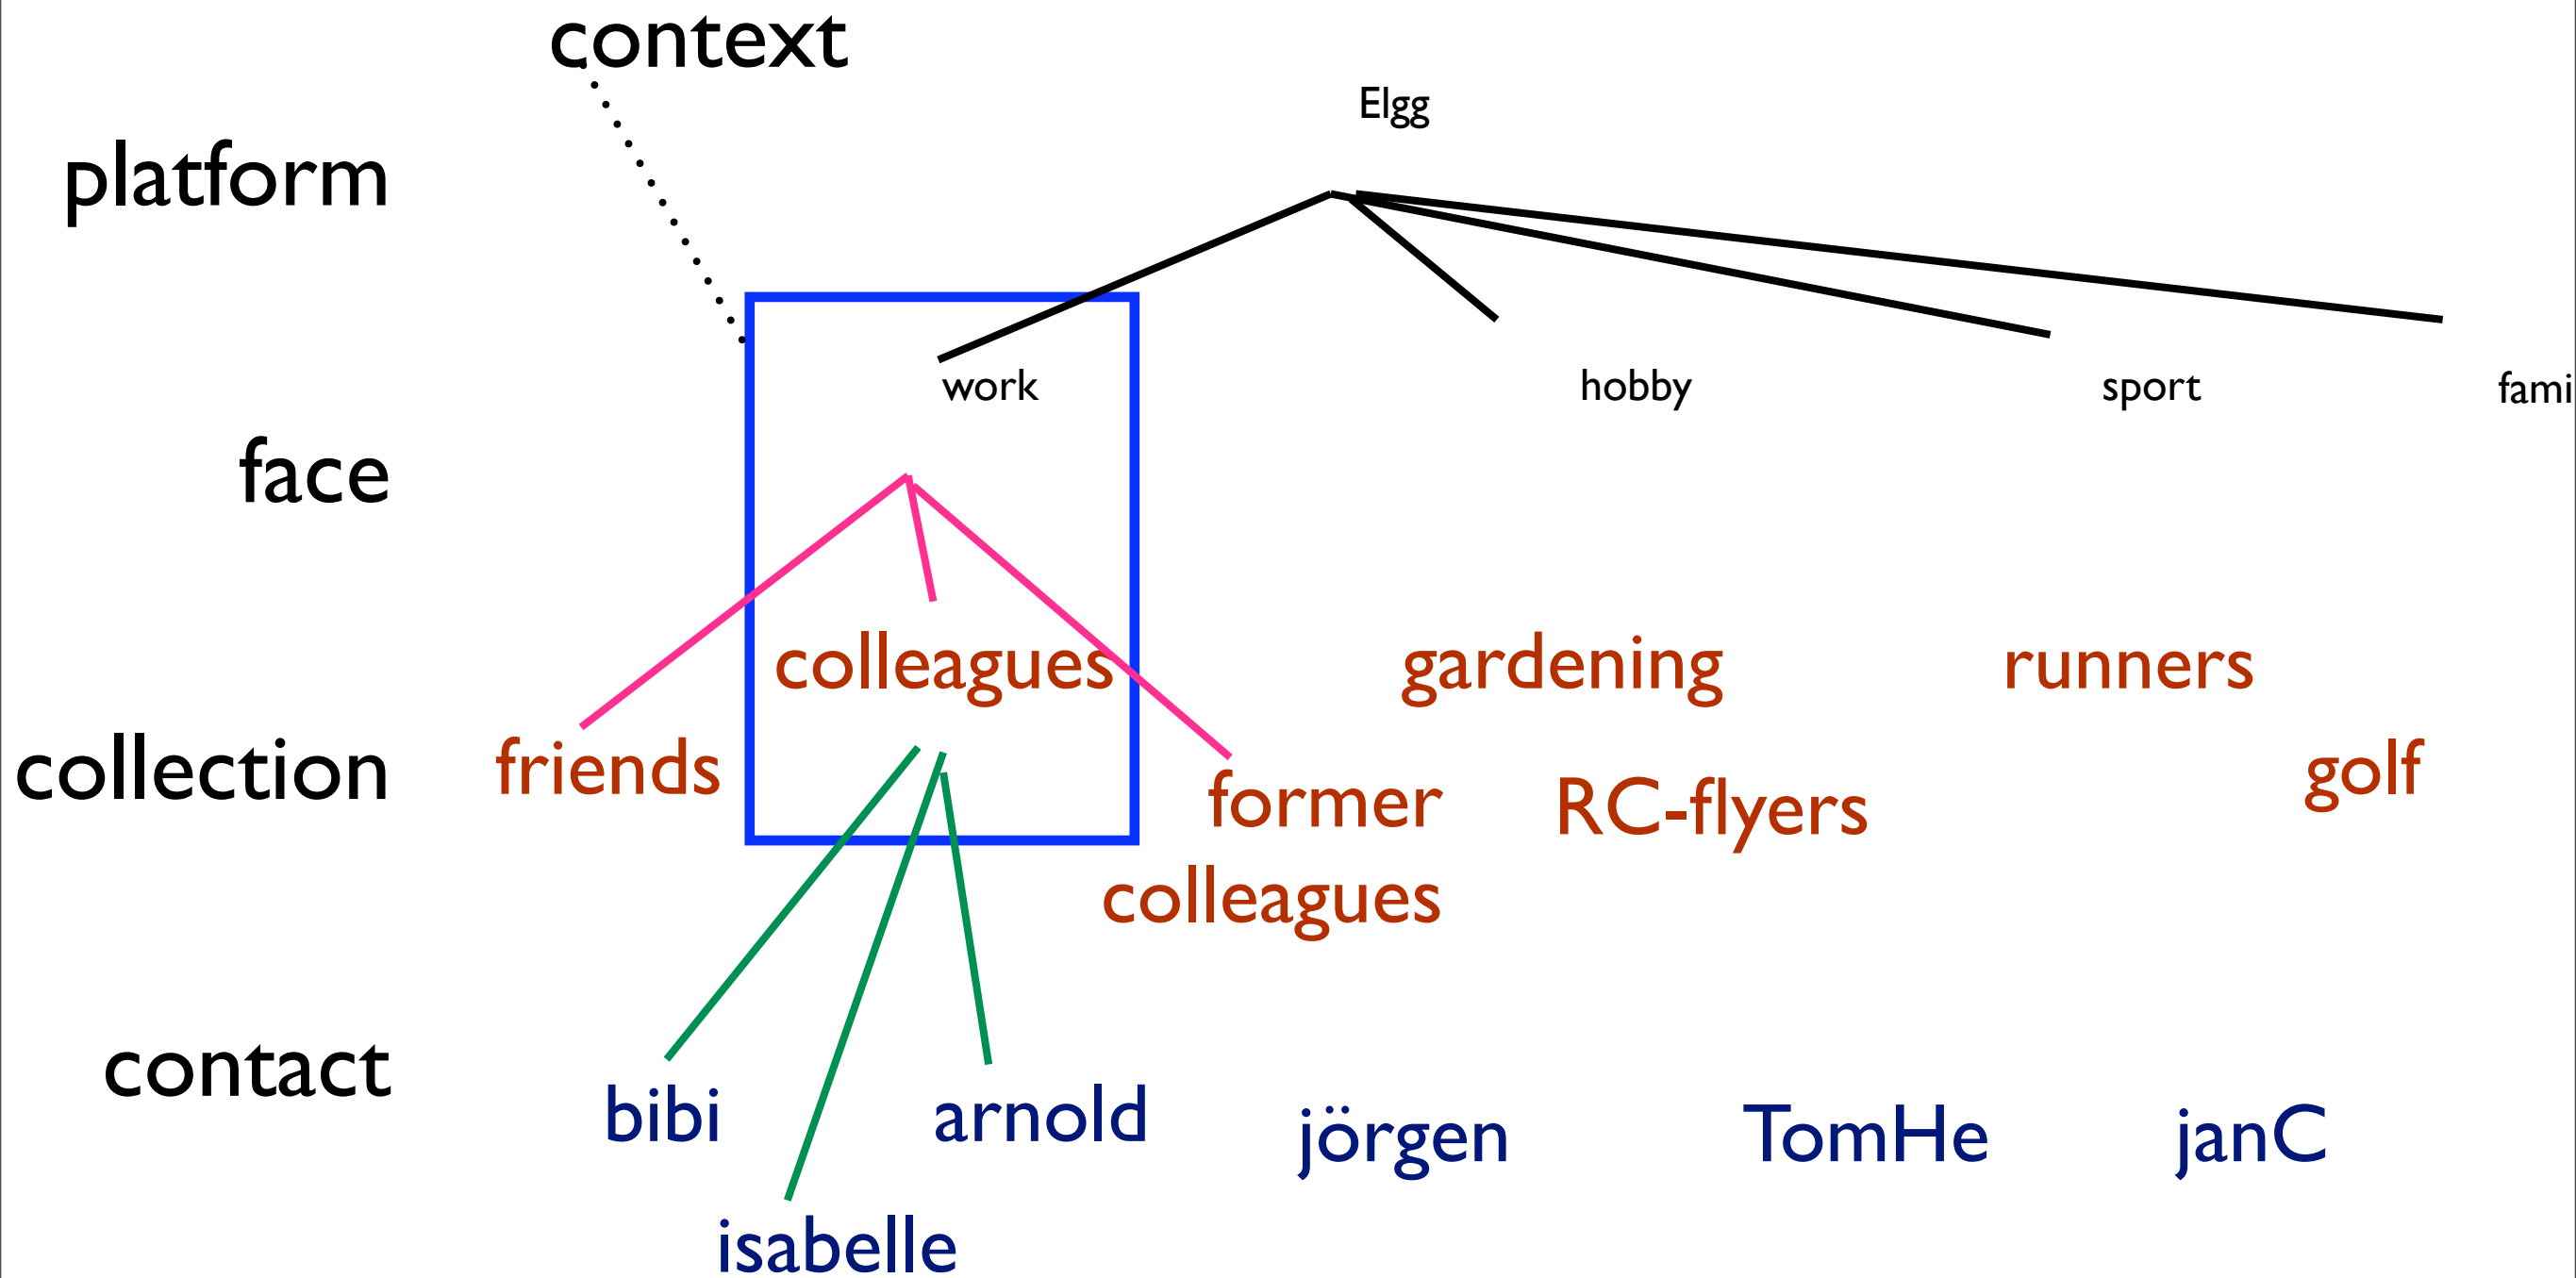 context
Elgg
platform
work hobby sport fami
face
colleagues gardening runners
collection friends former RC-flyers golf
colleagues
contact
bibi arnold jörgen TomHe janC
isabelle